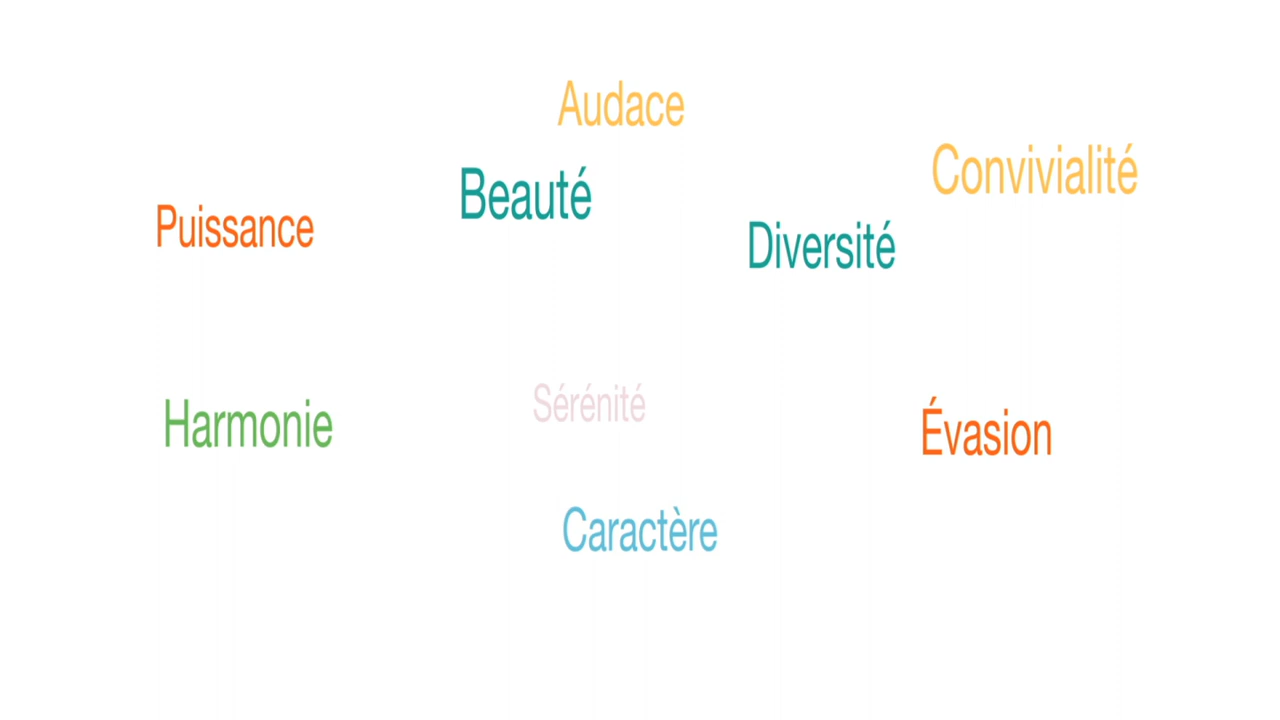 Audace
Convivialité
Beauté
Puissance
Diversité
Sérénité
Harmonie
Évasion
Caractère